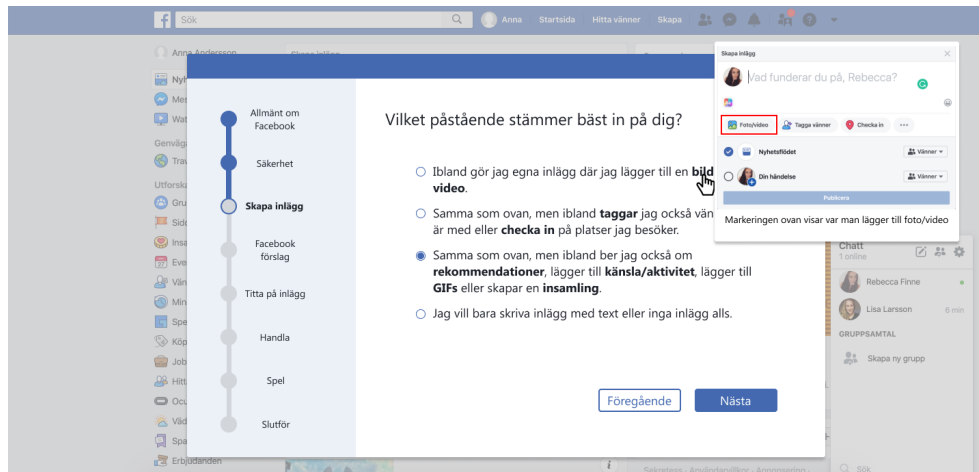 Sök
Anna Startsida Hitta vänner Skapa
Anna Andersson
Allmänt om
Facebook
Säkerhet
Skapa inlägg
Facebook
förslag
Titta på inlägg
Handla
Spel
Slutför
Vilket påstående stämmer bäst in på dig?
Ibland gör jag egna inlägg där jag lägger till en bild
video.
Samma som ovan, men ibland taggar jag också vän
är med eller checka in på platser jag besöker.
Samma som ovan, men ibland ber jag också om
rekommendationer, lägger till känsla/aktivitet, lägger till
GIFs eller skapar en insamling.
Jag vill bara skriva inlägg med text eller inga inlägg alls.
Föregående
Nästa
Skapa inlägg
Vad funderar du på, Rebecca?
Foto/video
Tagga vänner
Checka in
Nyhetsflödet
Vänner
Din händelse
Vänner
Publicera
Markeringen ovan visar var man lägger till foto/video
Chatt
1 online
Rebecca Finne
Lisa Larsson 6 min
GRUPPSAMTAL
Skapa ny grupp
Erbjudanden
Sekretess · Användarvillkor · Annonsering ·
Sök